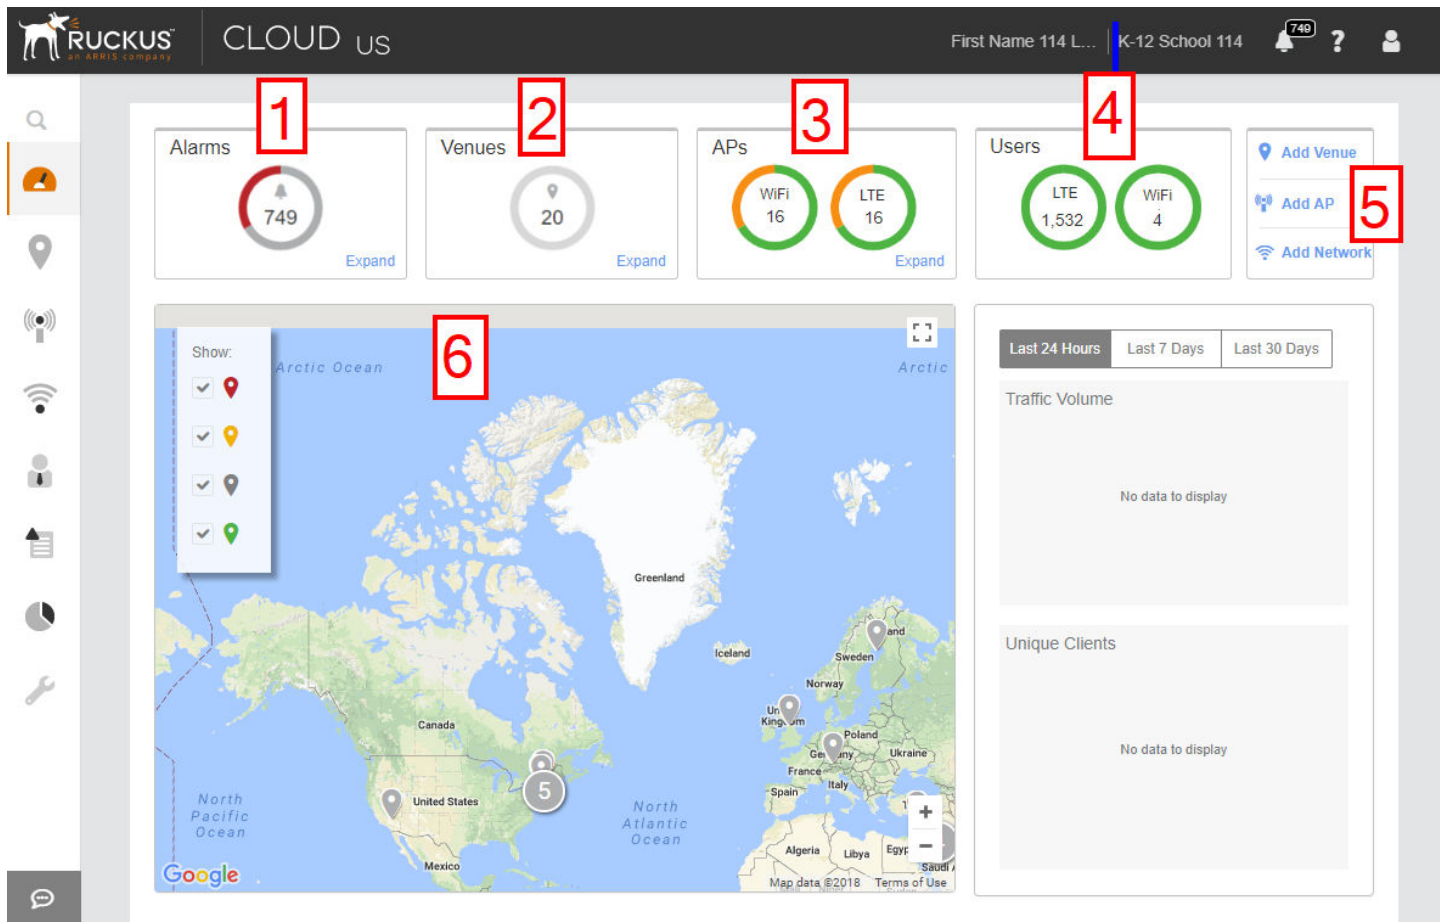 RUCKUS™
an ARRIS company
CLOUD US
First Name 114 L...
K-12 School 114
749
?
1
2
3
4
5
Alarms
749
Expand
Venues
20
Expand
APs
WiFi
16
LTE
16
Expand
Users
LTE
1,532
WiFi
4
Add Venue
Add AP
Add Network
6
Show:
Arctic Ocean
Arctic
Greenland
Iceland
Sweden
Norway
Kingdom
Poland
Germany
Ukraine
France
Spain
Italy
Canada
United States
5
North
Pacific
Ocean
North
Atlantic
Ocean
Mexico
Algeria
Libya
+
−
Google
Map data ©2018
Terms of Use
Last 24 Hours
Last 7 Days
Last 30 Days
Traffic Volume
No data to display
Unique Clients
No data to display